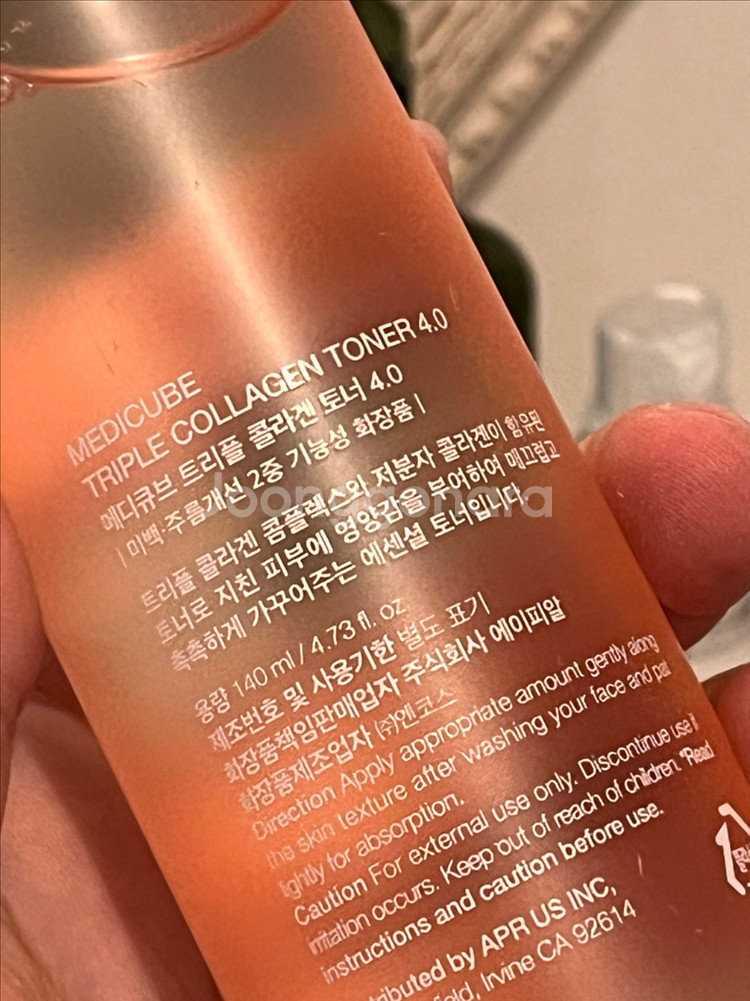 MEDICUBE
TRIPLE COLLAGEN TONER 4.0
메디큐브 트리플 콜라겐 토너 4.0
| 미백·주름개선 2중 기능성 화장품 |
트리플 콜라겐 콤플렉스와 저분자 콜라겐이 함유된
토너로 지친 피부에 영양감을 부여하여 매끄럽고
촉촉하게 가꾸어주는 에센셜 토너입니다.
용량 140 ml / 4.73 fl. oz
제조번호 및 사용기한 별도 표기
화장품책임판매업자 주식회사 에이피알
화장품제조업자 ㈜엔코스
Direction Apply appropriate amount gently along
the skin texture after washing your face and pat
lightly for absorption.
Caution For external use only. Discontinue use if
irritation occurs. Keep out of reach of children. *Read
instructions and caution before use.
tributed by APR US INC,
field, Irvine CA 92614